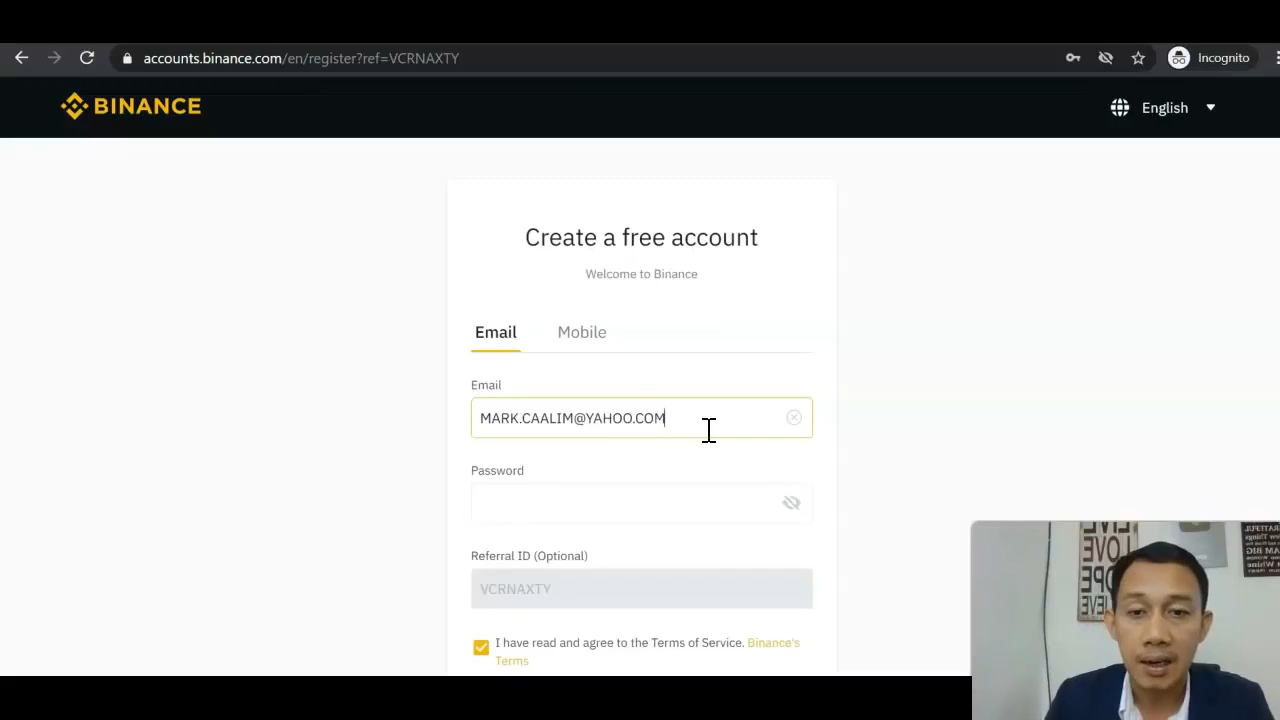 accounts.binance.com/en/register?ref=VCRNAXTY
Incognito
BINANCE
English
Create a free account
Welcome to Binance
Email
Mobile
Email
MARK.CAALIM@YAHOO.COM
Password
Referral ID (Optional)
VCRNAXTY
I have read and agree to the Terms of Service. Binance's
Terms
LIVE
LOVE